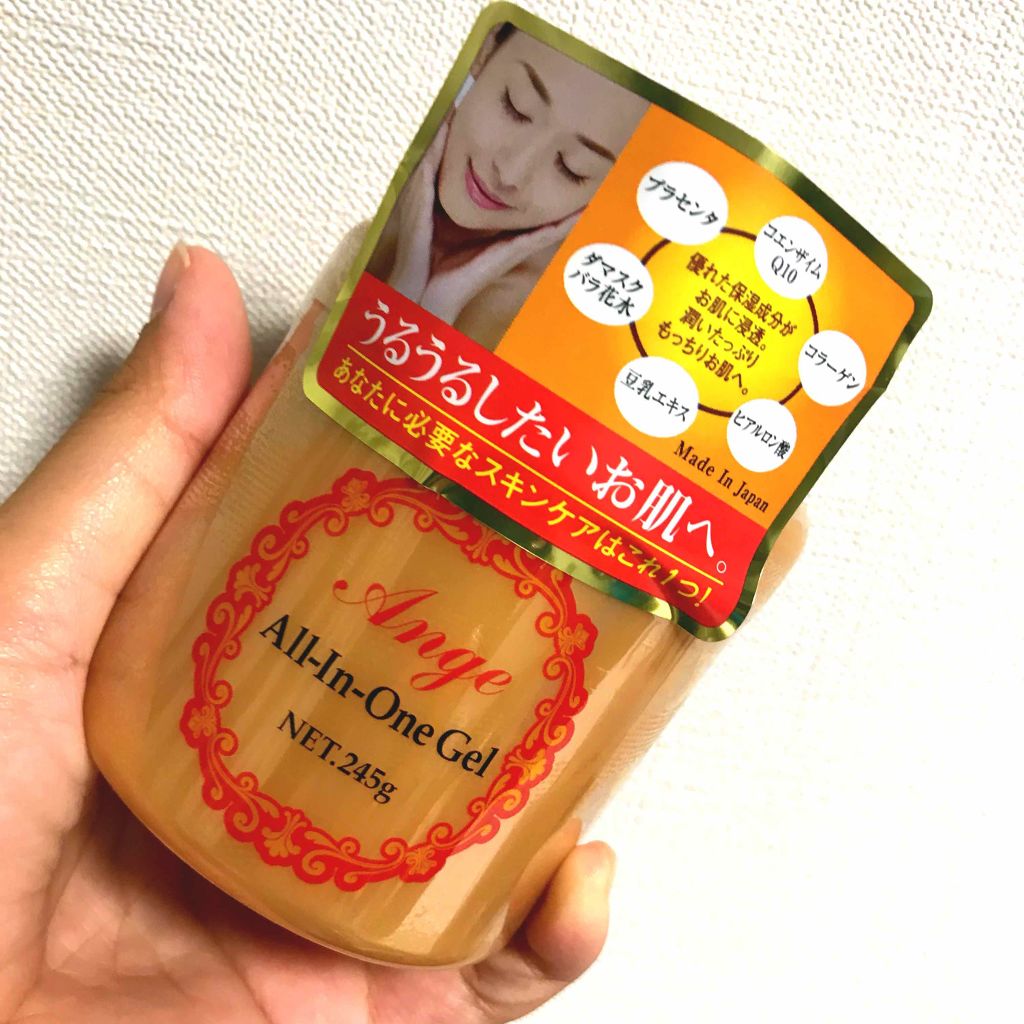 プラセンタ
コエンザイム
Q10
ダマスク
バラ花水
優れた保湿成分が
お肌に浸透。
潤いたっぷり
もっちりお肌へ。
コラーゲン
豆乳エキス
ヒアルロン酸
Made In Japan
うるうるしたいお肌へ。
あなたに必要なスキンケアはこれ1つ!
Ange
All-In-One Gel
NET.245g